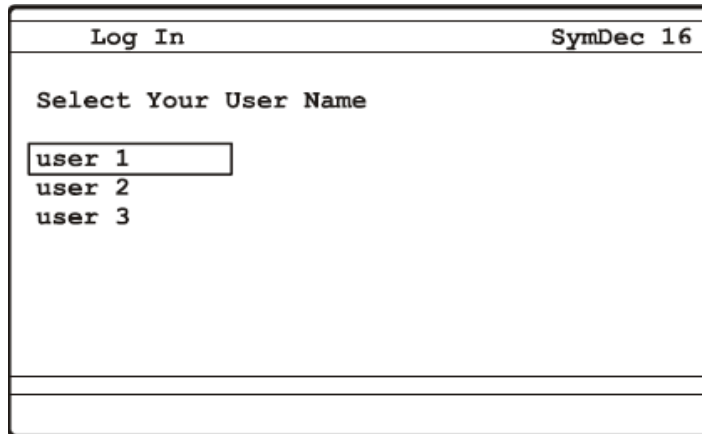 Log In SymDec 16
Select Your User Name
user 1
user 2
user 3